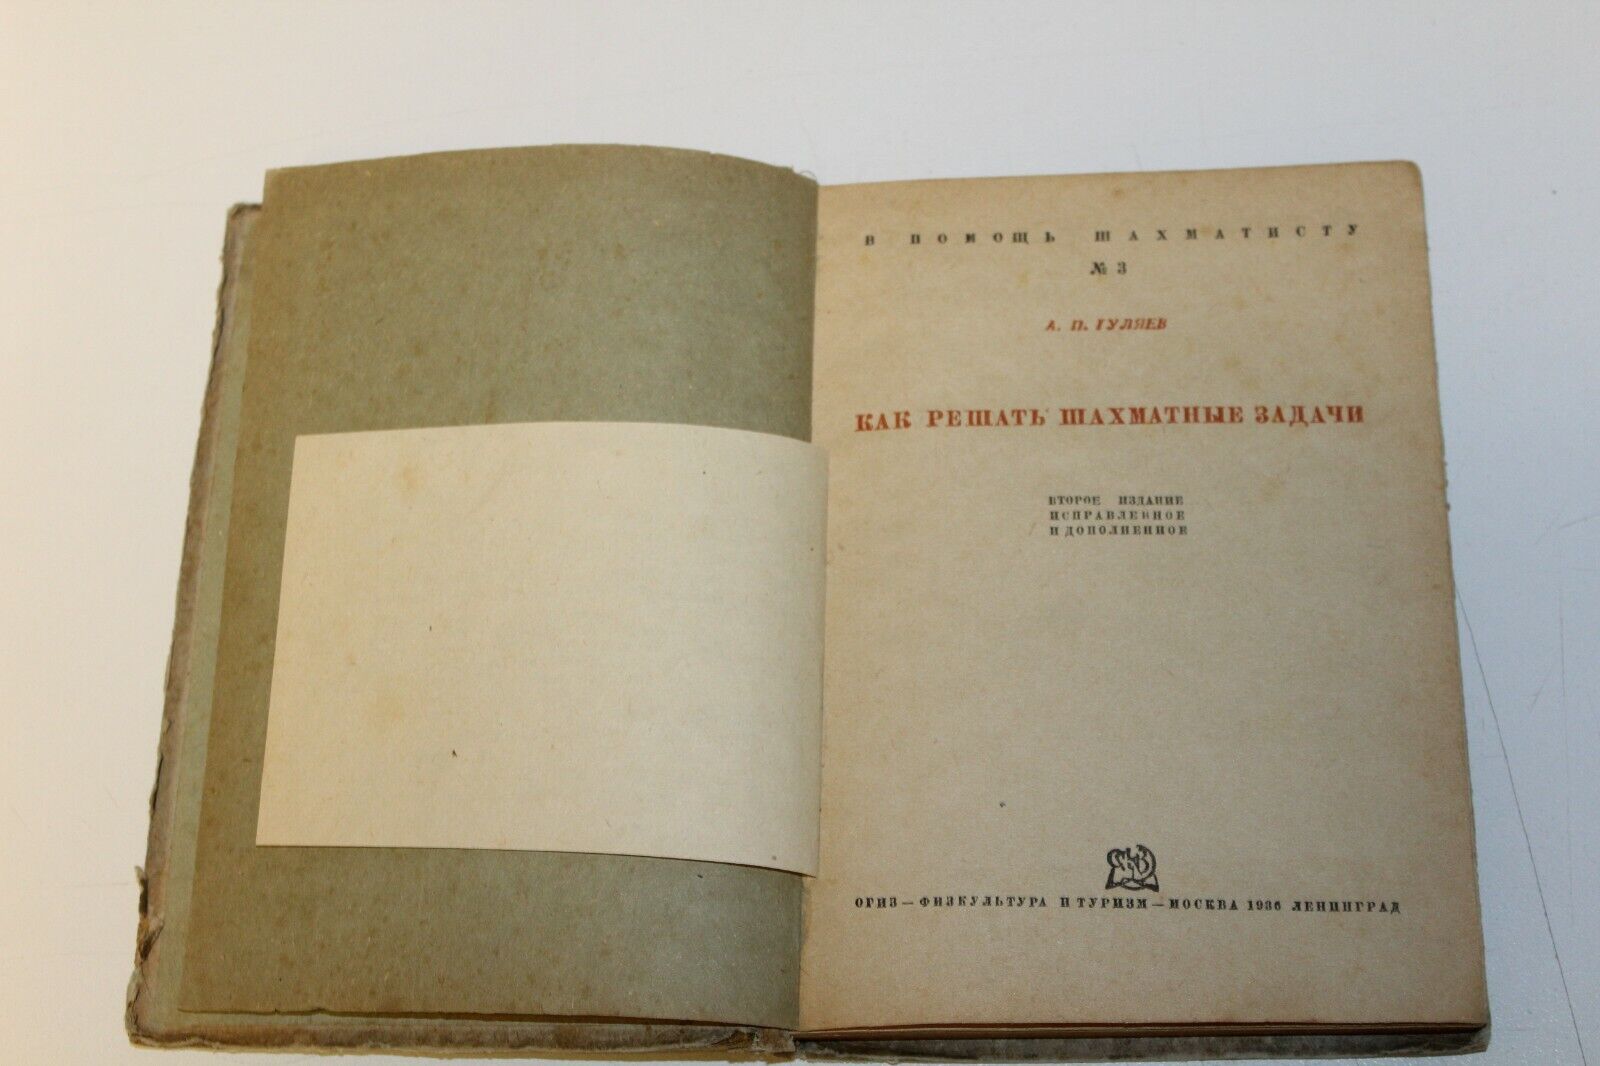 В ПОМОЩЬ ШАХМАТИСТУ
№ 3
А. П. ГУЛЯЕВ
КАК РЕШАТЬ ШАХМАТНЫЕ ЗАДАЧИ
ВТОРОЕ ИЗДАНИЕ
ИСПРАВЛЕННОЕ
И ДОПОЛНЕННОЕ
ОГИЗ — ФИЗКУЛЬТУРА И ТУРИЗМ — МОСКВА 1936 ЛЕНИНГРАД